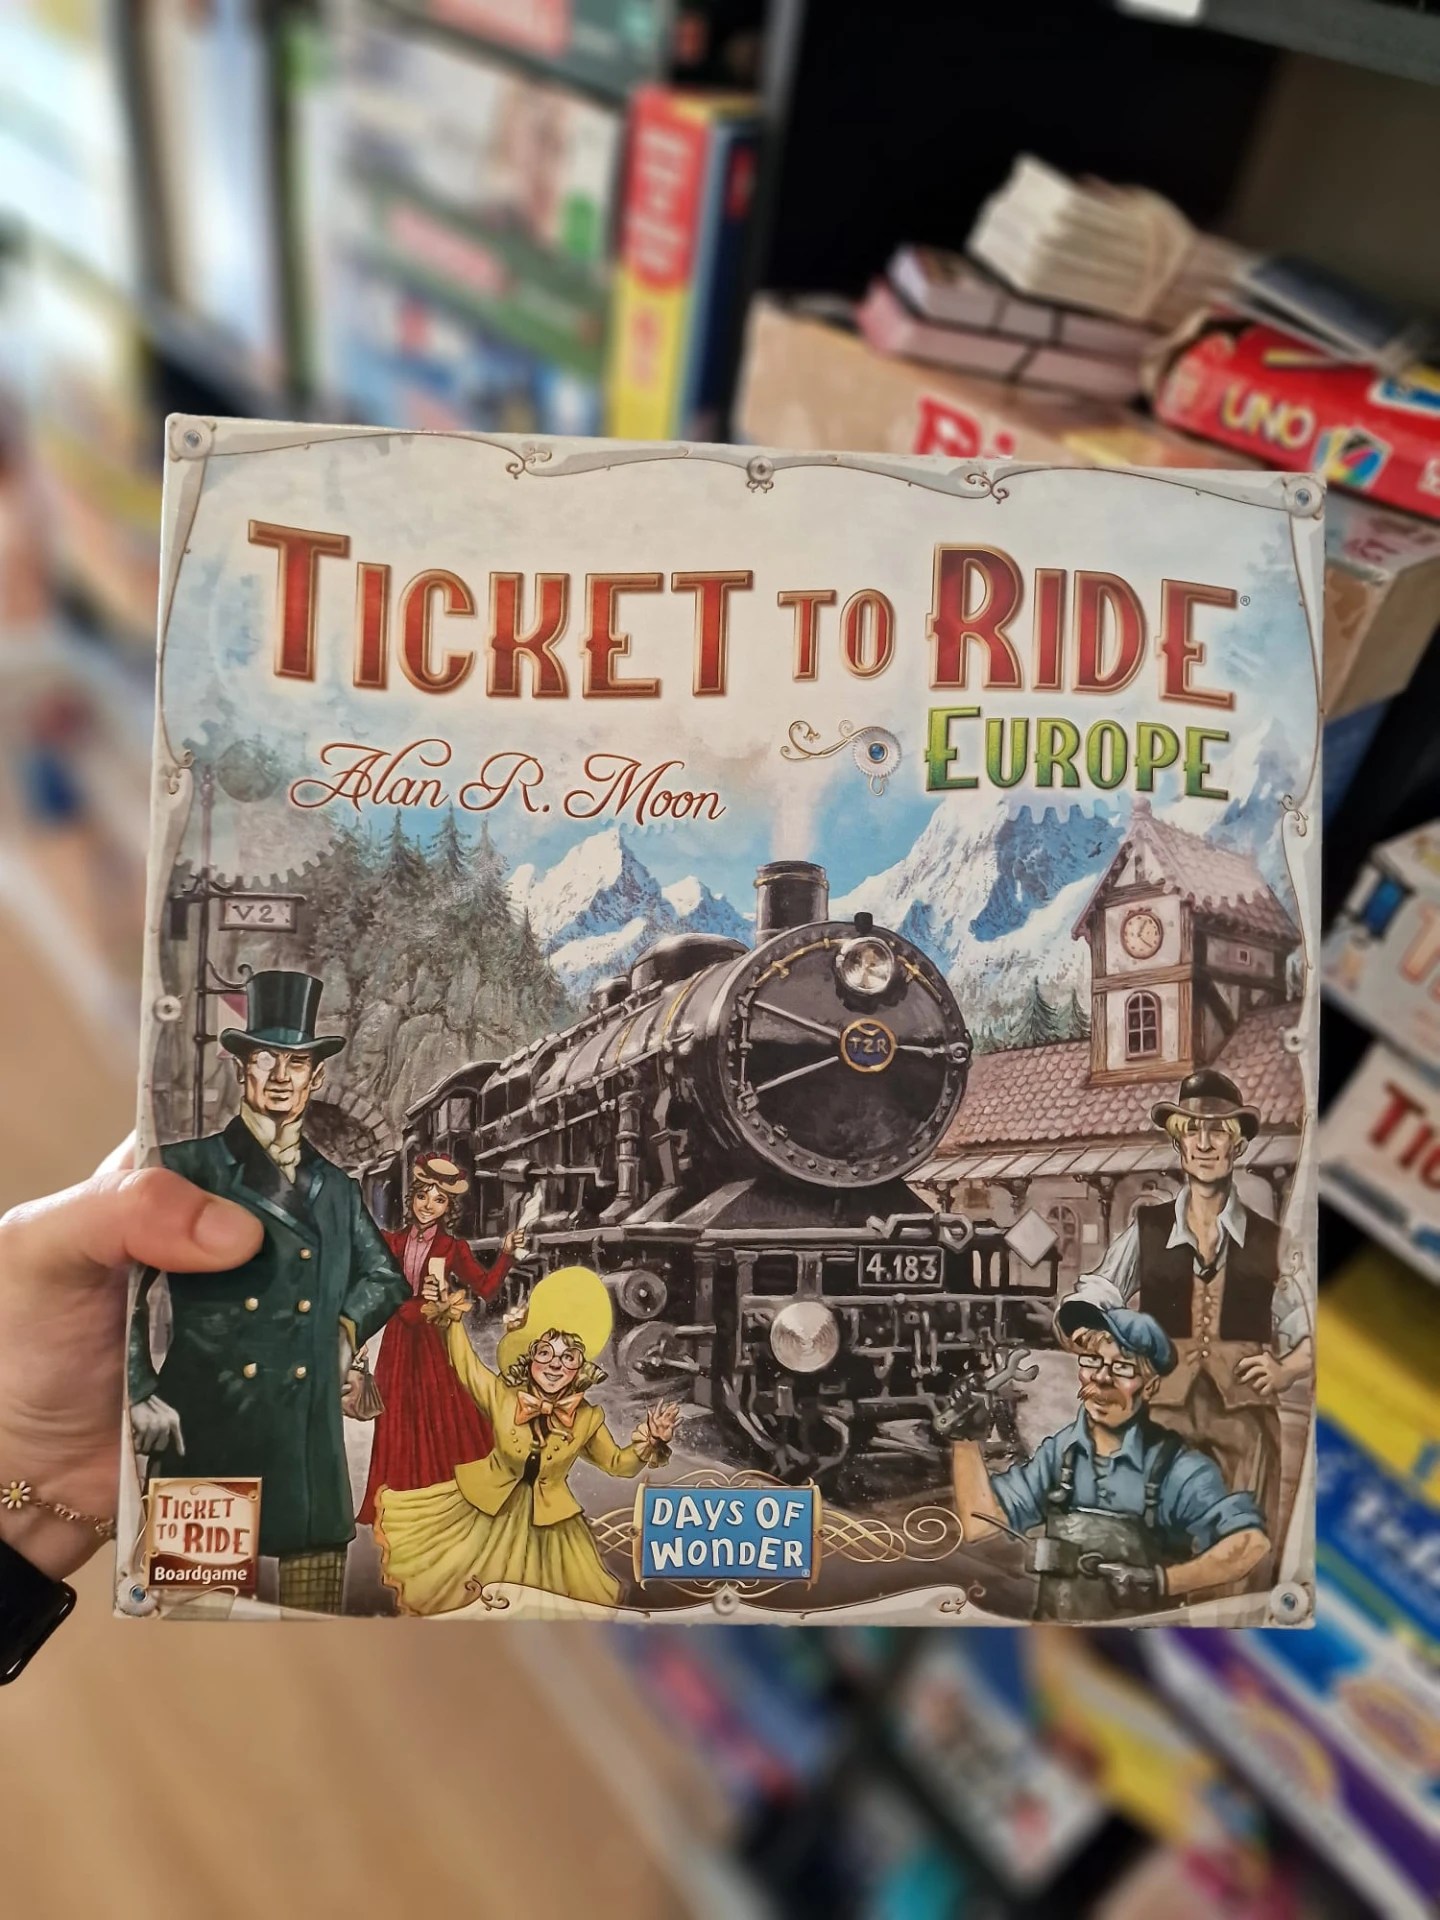 UNO
TICKET TO RIDE®
EUROPE
Alan R. Moon
V2
TZR
4.183
TICKET
TO RIDE
Boardgame
DAYS OF
WONDER®